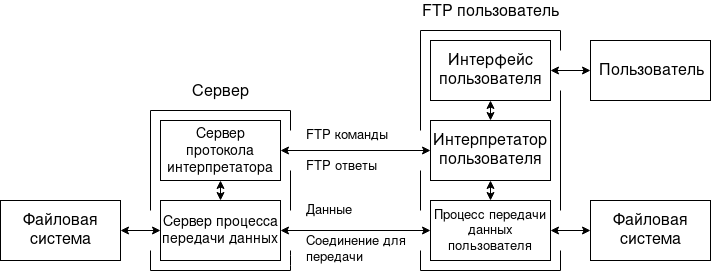 FTP пользователь
Интерфейс
пользователя
Пользователь
Сервер
Сервер
протокола
интерпретатора
FTP команды
FTP ответы
Интерпретатор
пользователя
Файловая
система
Сервер процесса
передачи данных
Данные
Соединение для
передачи
Процесс передачи
данных
пользователя
Файловая
система